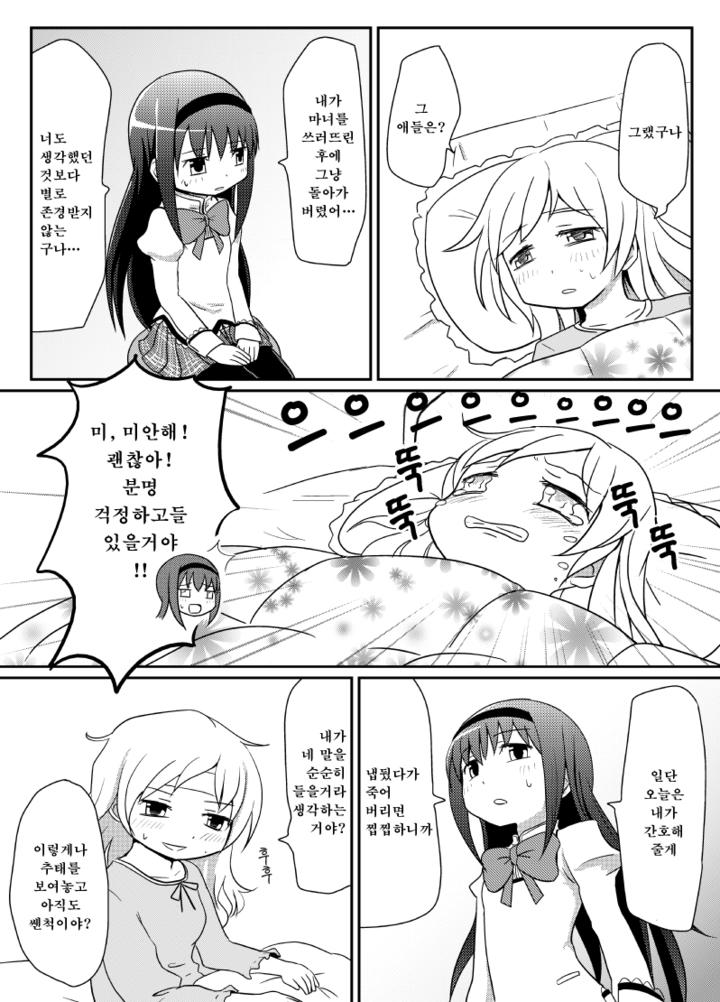 그랬구나
그
애들은?
내가
마녀를
쓰러뜨린
후에
그냥
돌아가
버렸어…
너도
생각했던
것보다
별로
존경받지
않는
구나…
으으으으으으으으으
뚝
뚝
뚝
뚝
미, 미안해!
괜찮아!
분명
걱정하고들
있을거야
!!
일단
오늘은
내가
간호해
줄게
냅뒀다가
죽어
버리면
찝찝하니까
내가
네 말을
순순히
들을거라
생각하는
거야?
후후
이렇게나
추태를
보여놓고
아직도
쎈척이야?